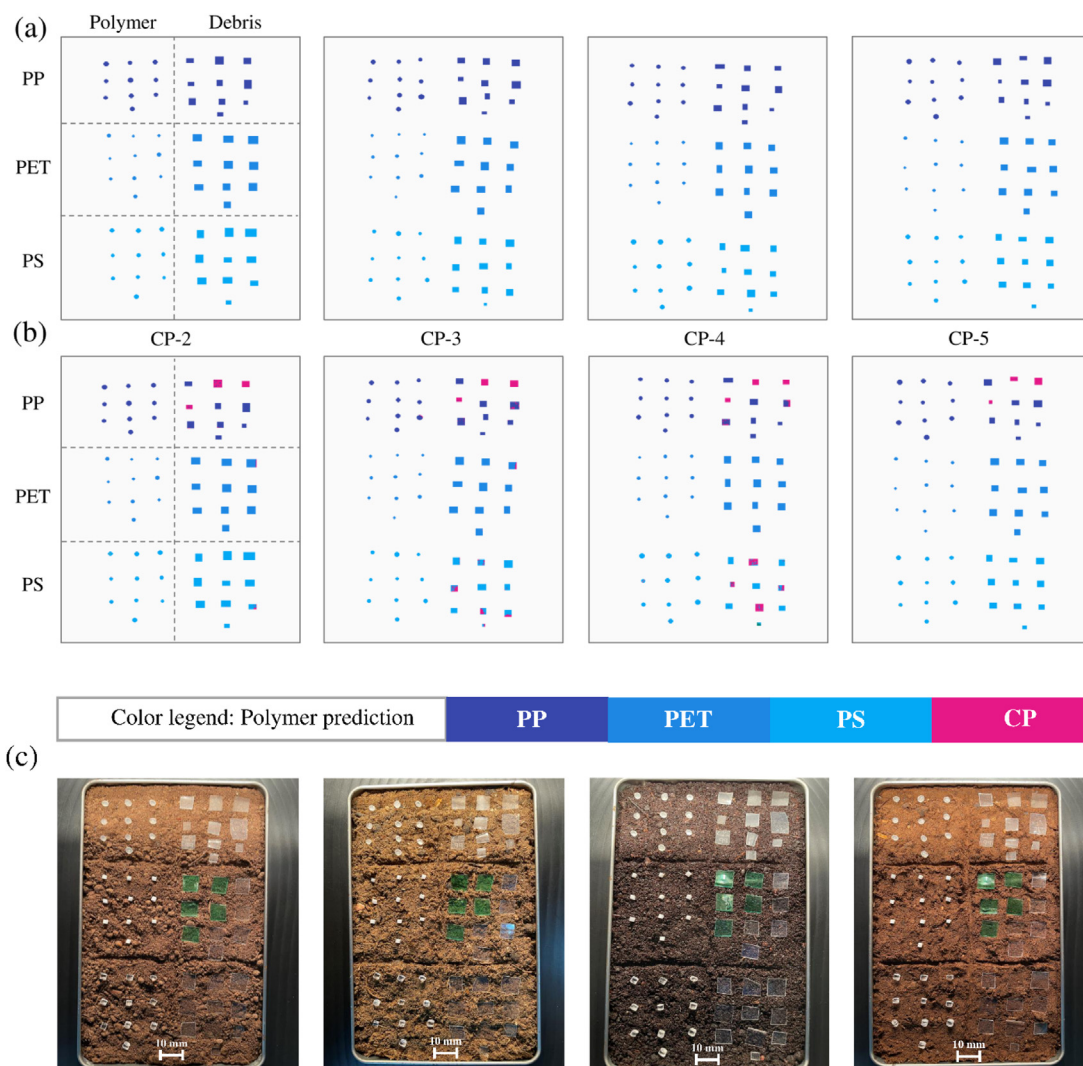 (a)
Polymer Debris
PP
PET
PS
(b)
CP-2 CP-3 CP-4 CP-5
PP
PET
PS
Color legend: Polymer prediction PP PET PS CP
(c)
10 mm 10 mm 10 mm 10 mm